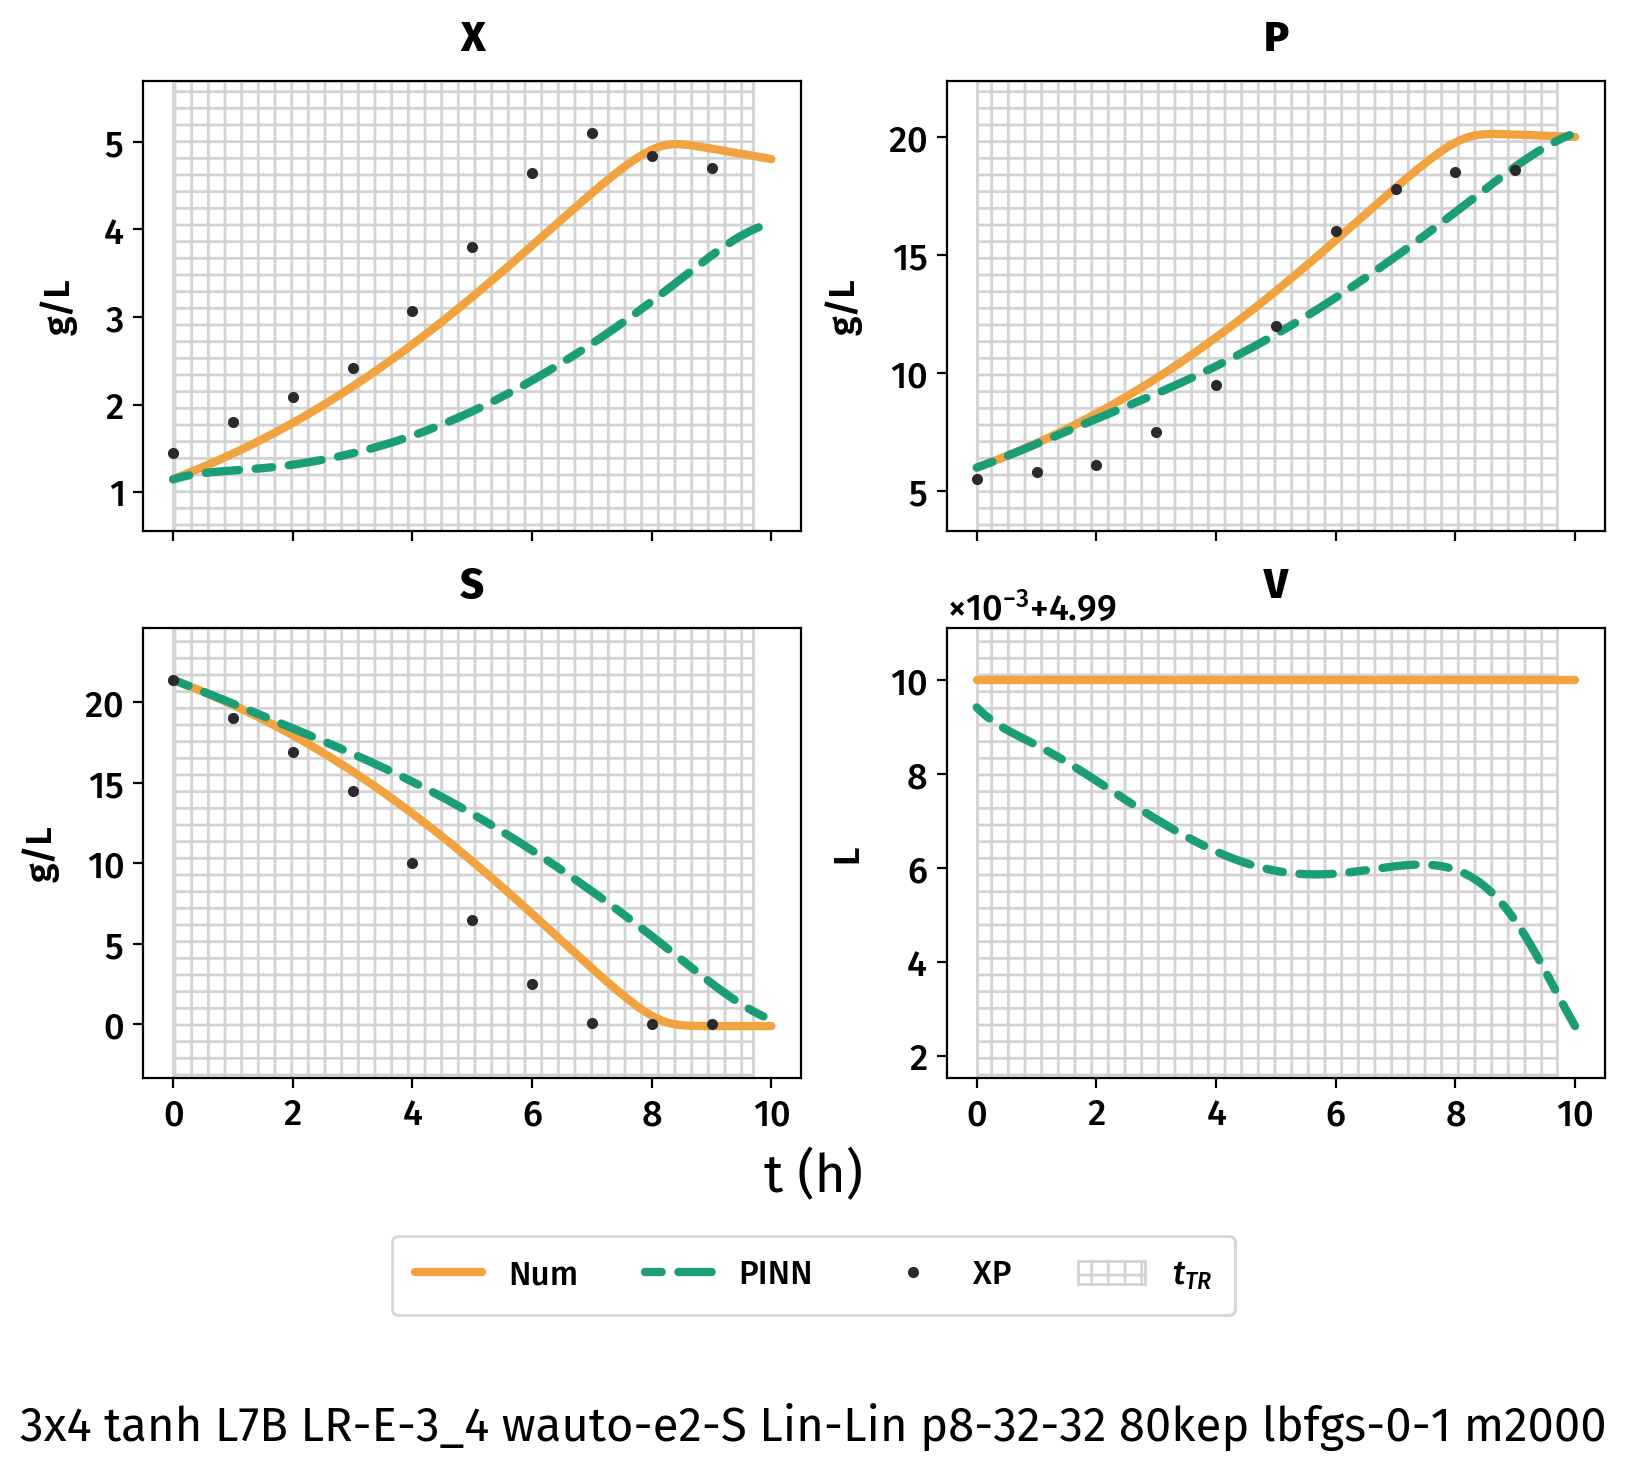 X
P
5
4
3
2
1
g/L
20
15
10
5
g/L
S
V
×10⁻³+4.99
20
15
10
5
0
g/L
10
8
6
4
2
L
0 2 4 6 8 10
0 2 4 6 8 10
t (h)
Num PINN XP t_TR
3x4 tanh L7B LR-E-3_4 wauto-e2-S Lin-Lin p8-32-32 80kep lbfgs-0-1 m2000